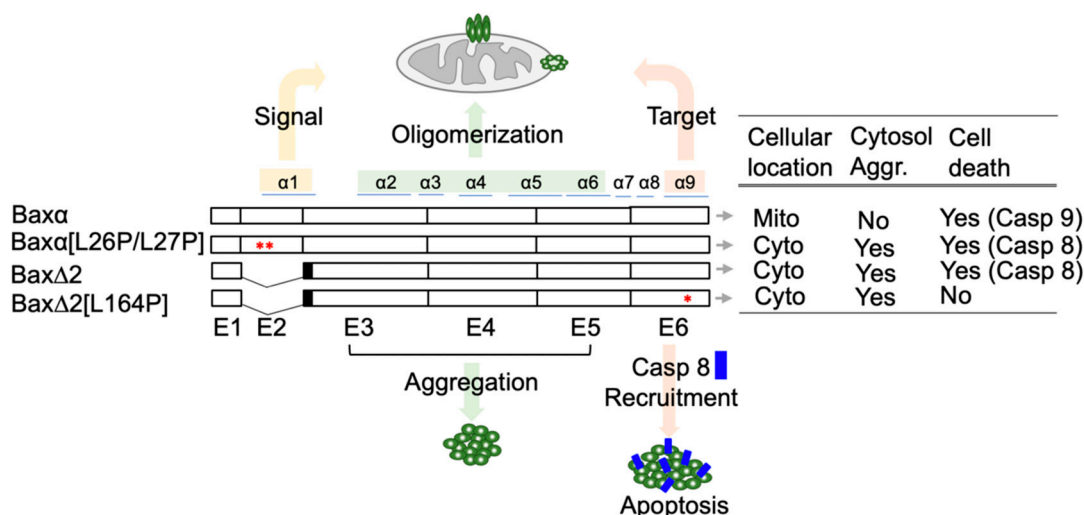 Signal
Oligomerization
Target
Cellular location
Cytosol Aggr.
Cell death
α1 α2 α3 α4 α5 α6 α7 α8 α9
Baxα Mito No Yes (Casp 9)
Baxα[L26P/L27P] ** Cyto Yes Yes (Casp 8)
BaxΔ2 Cyto Yes Yes (Casp 8)
BaxΔ2[L164P] * Cyto Yes No
E1 E2 E3 E4 E5 E6
Aggregation
Casp 8
Recruitment
Apoptosis